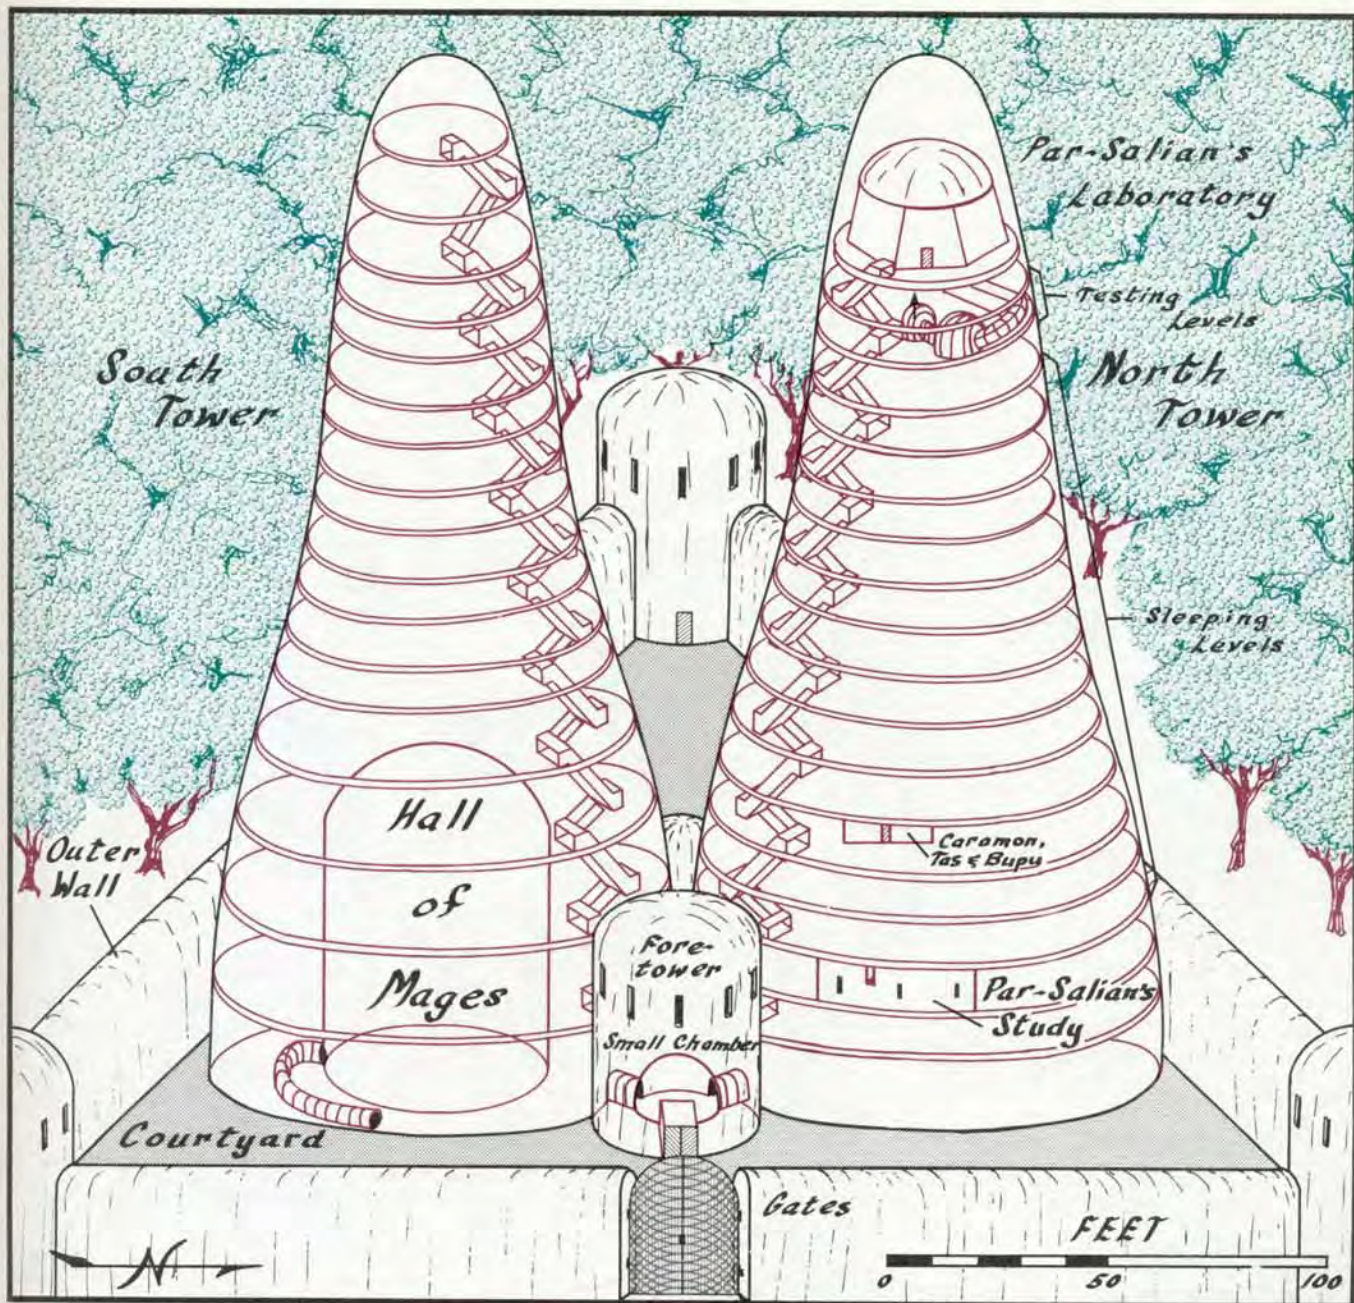 Par-Salian's
Laboratory
Testing
Levels
South
Tower
North
Tower
Sleeping
Levels
Hall
of
Mages
Caramon,
Tas & Bupu
Outer
Wall
Fore-
tower
Small Chamber
Par-Salian's
Study
Courtyard
Gates
N
FEET
0 50 100